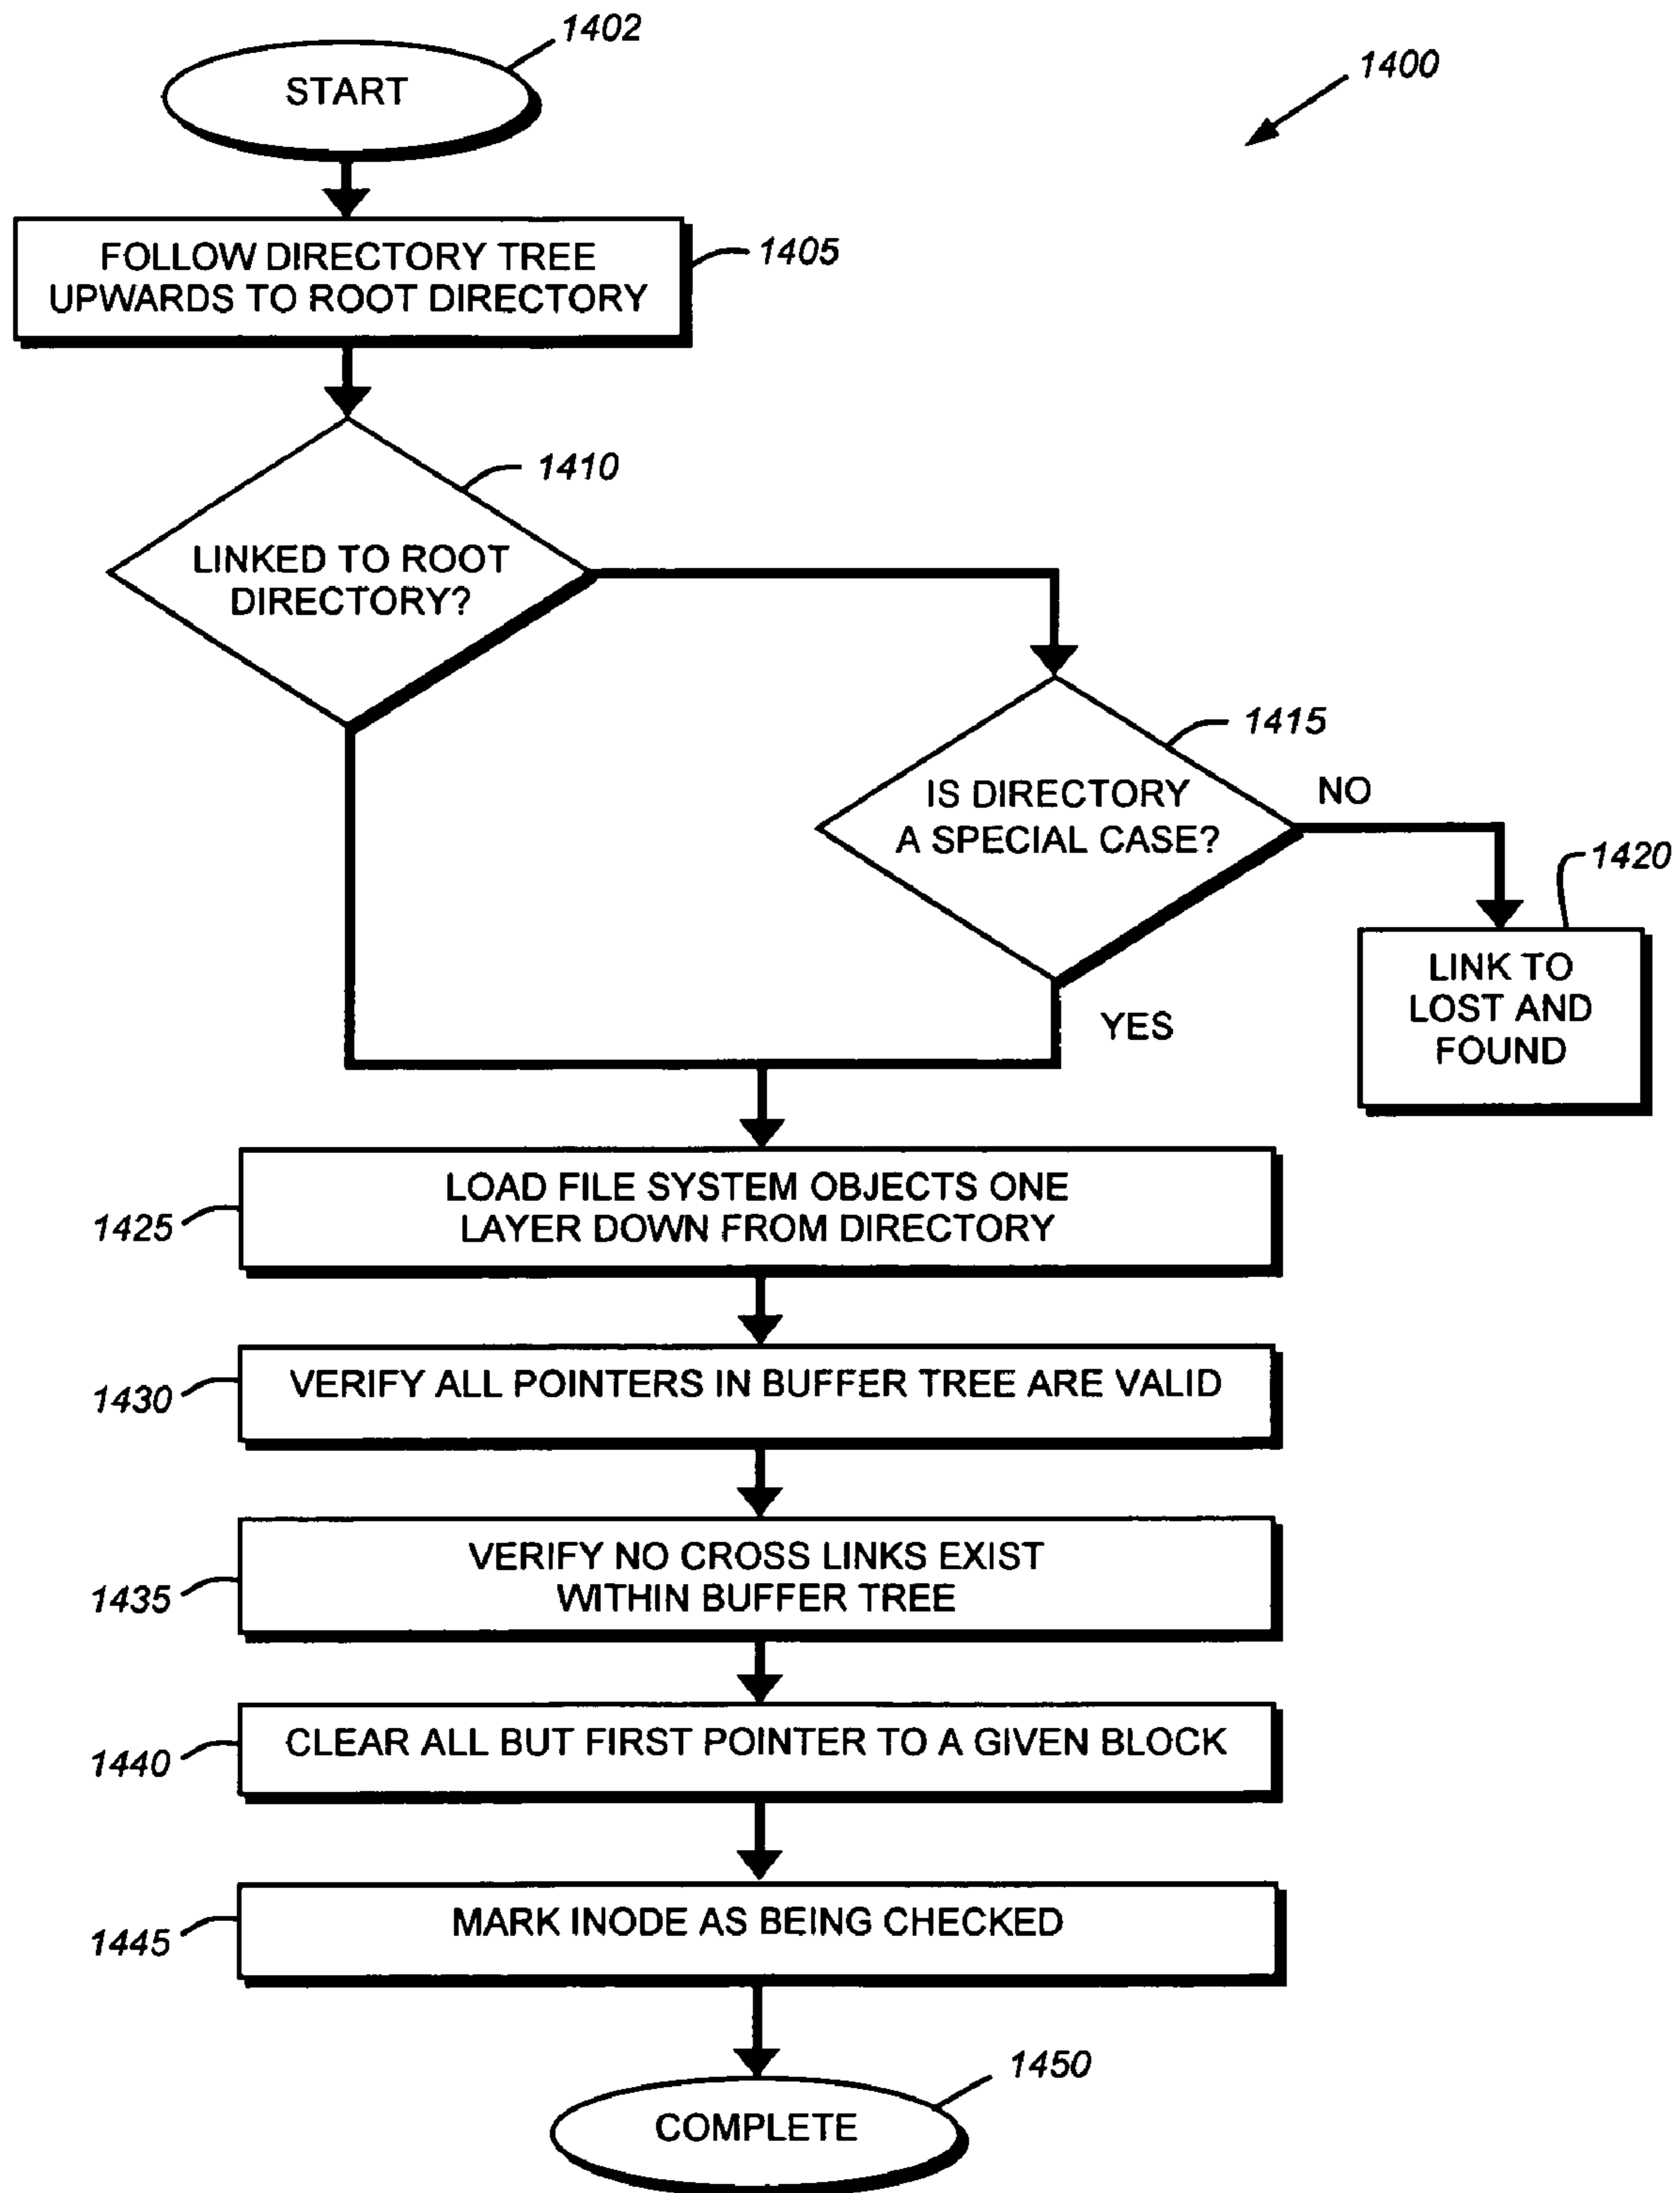 1402
START
1400
FOLLOW DIRECTORY TREE
UPWARDS TO ROOT DIRECTORY
1405
1410
LINKED TO ROOT
DIRECTORY?
1415
IS DIRECTORY
A SPECIAL CASE?
NO
1420
LINK TO
LOST AND
FOUND
YES
LOAD FILE SYSTEM OBJECTS ONE
LAYER DOWN FROM DIRECTORY
1425
VERIFY ALL POINTERS IN BUFFER TREE ARE VALID
1430
VERIFY NO CROSS LINKS EXIST
WITHIN BUFFER TREE
1435
CLEAR ALL BUT FIRST POINTER TO A GIVEN BLOCK
1440
MARK INODE AS BEING CHECKED
1445
1450
COMPLETE